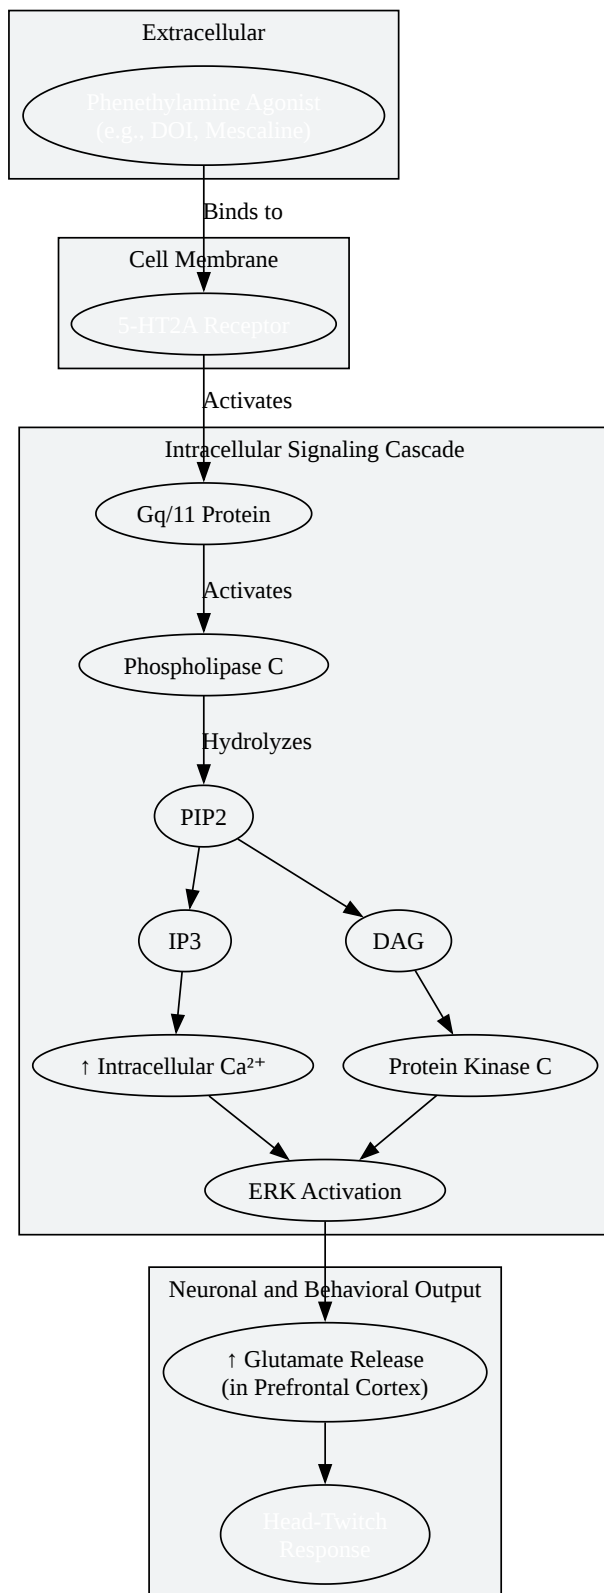 Extracellular
Phenethylamine Agonist
(e.g., DOI, Mescaline)
Binds to
Cell Membrane
5-HT2A Receptor
Activates
Intracellular Signaling Cascade
Gq/11 Protein
Activates
Phospholipase C
Hydrolyzes
PIP2
IP3
DAG
↑ Intracellular Ca²⁺
Protein Kinase C
ERK Activation
Neuronal and Behavioral Output
↑ Glutamate Release
(in Prefrontal Cortex)
Head-Twitch
Response